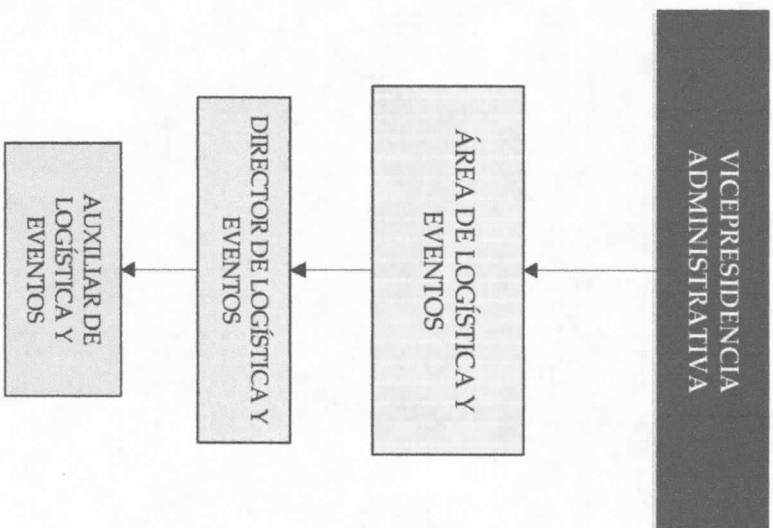 VICEPRESIDENCIA
ADMINISTRATIVA
ÁREA DE LOGÍSTICA Y
EVENTOS
DIRECTOR DE LOGÍSTICA Y
EVENTOS
AUXILIAR DE
LOGÍSTICA Y
EVENTOS